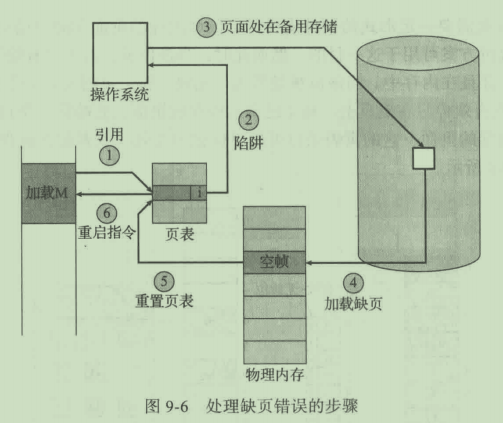 ③ 页面处在备用存储
操作系统
②
陷阱
引用
①
加载M
i
⑥
重启指令
页表
空帧
⑤
重置页表
④
加载缺页
物理内存
图 9-6 处理缺页错误的步骤